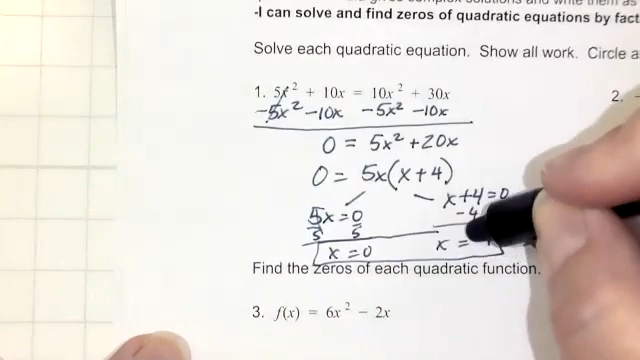 -I can solve and find zeros of quadratic equations by fact
Solve each quadratic equation. Show all work. Circle a
1. 5x² + 10x = 10x² + 30x
2.
-5x² -10x -5x² -10x
0 = 5x² + 20x
0 = 5x(x + 4)
5x = 0 x + 4 = 0
5 5 -4
x = 0 x =
Find the zeros of each quadratic function.
3. f(x) = 6x² − 2x